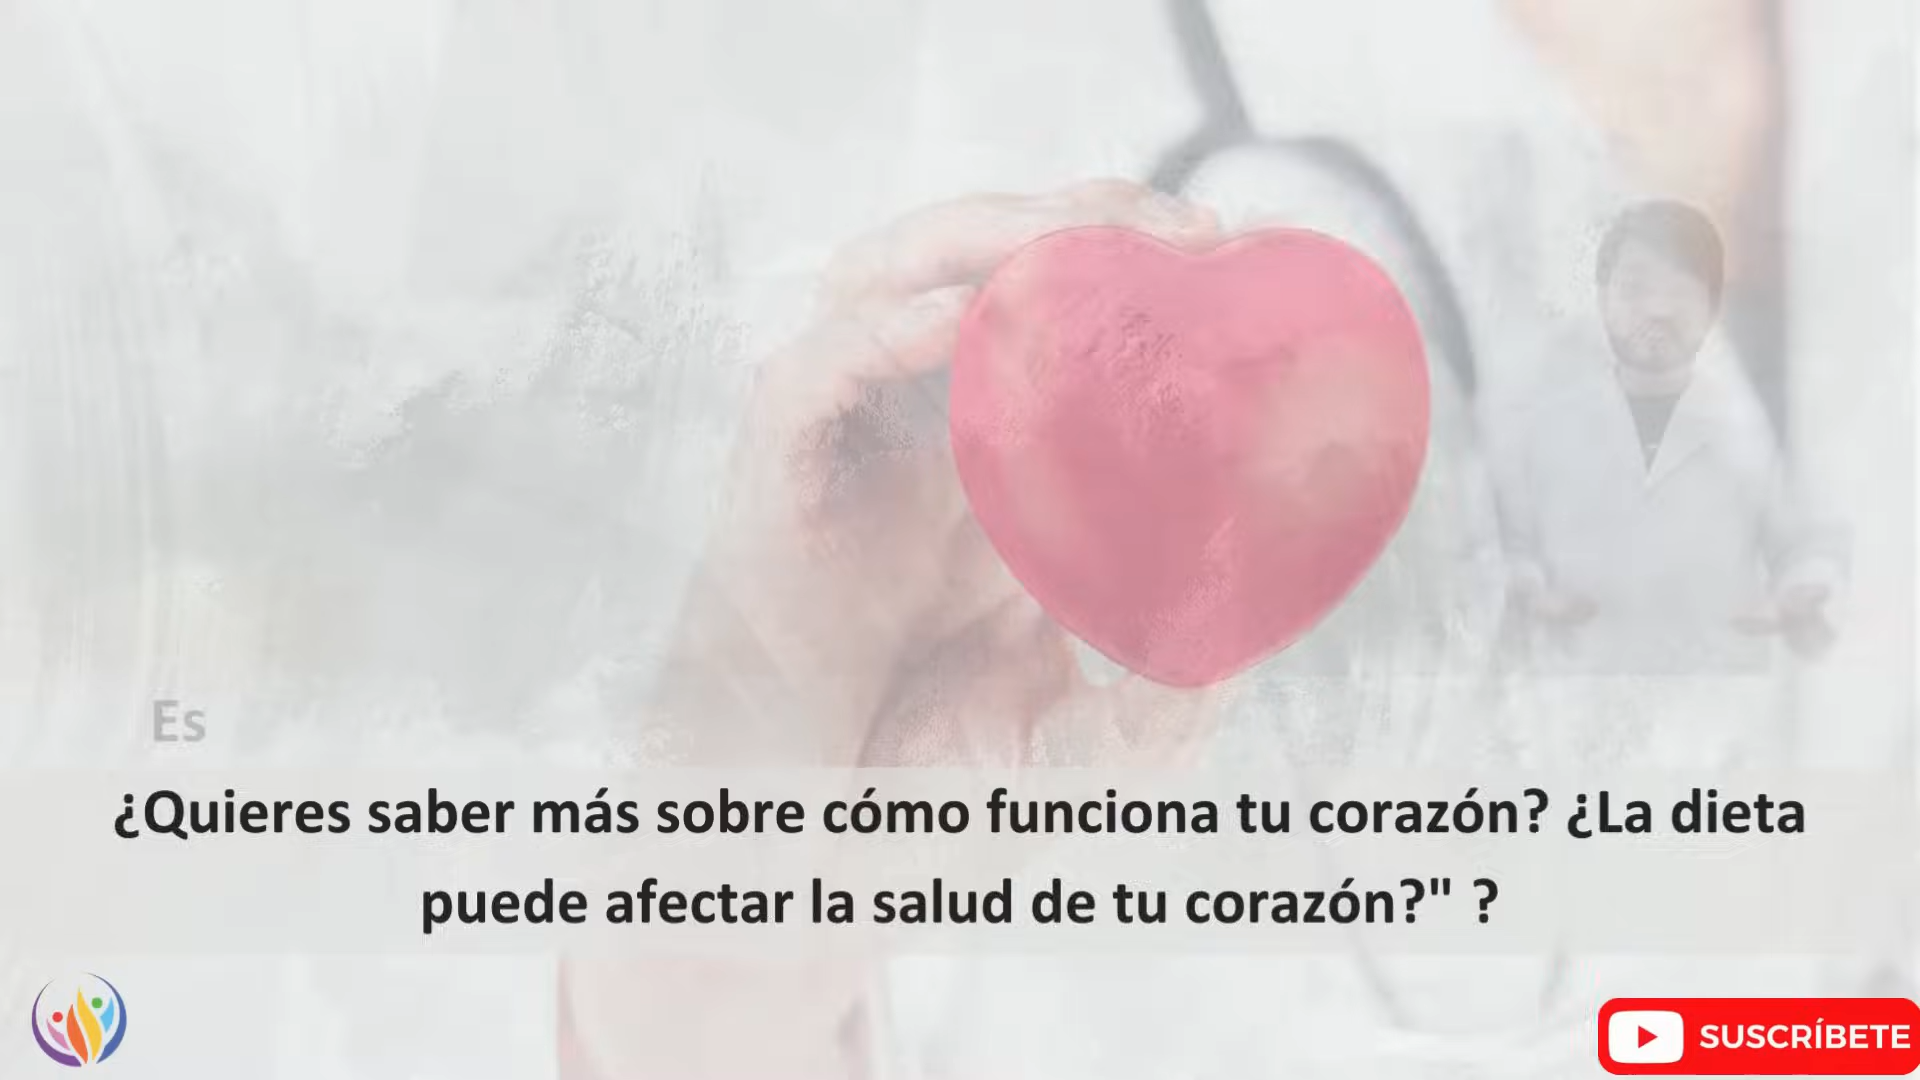 Es
¿Quieres saber más sobre cómo funciona tu corazón? ¿La dieta
puede afectar la salud de tu corazón?" ?
SUSCRÍBETE